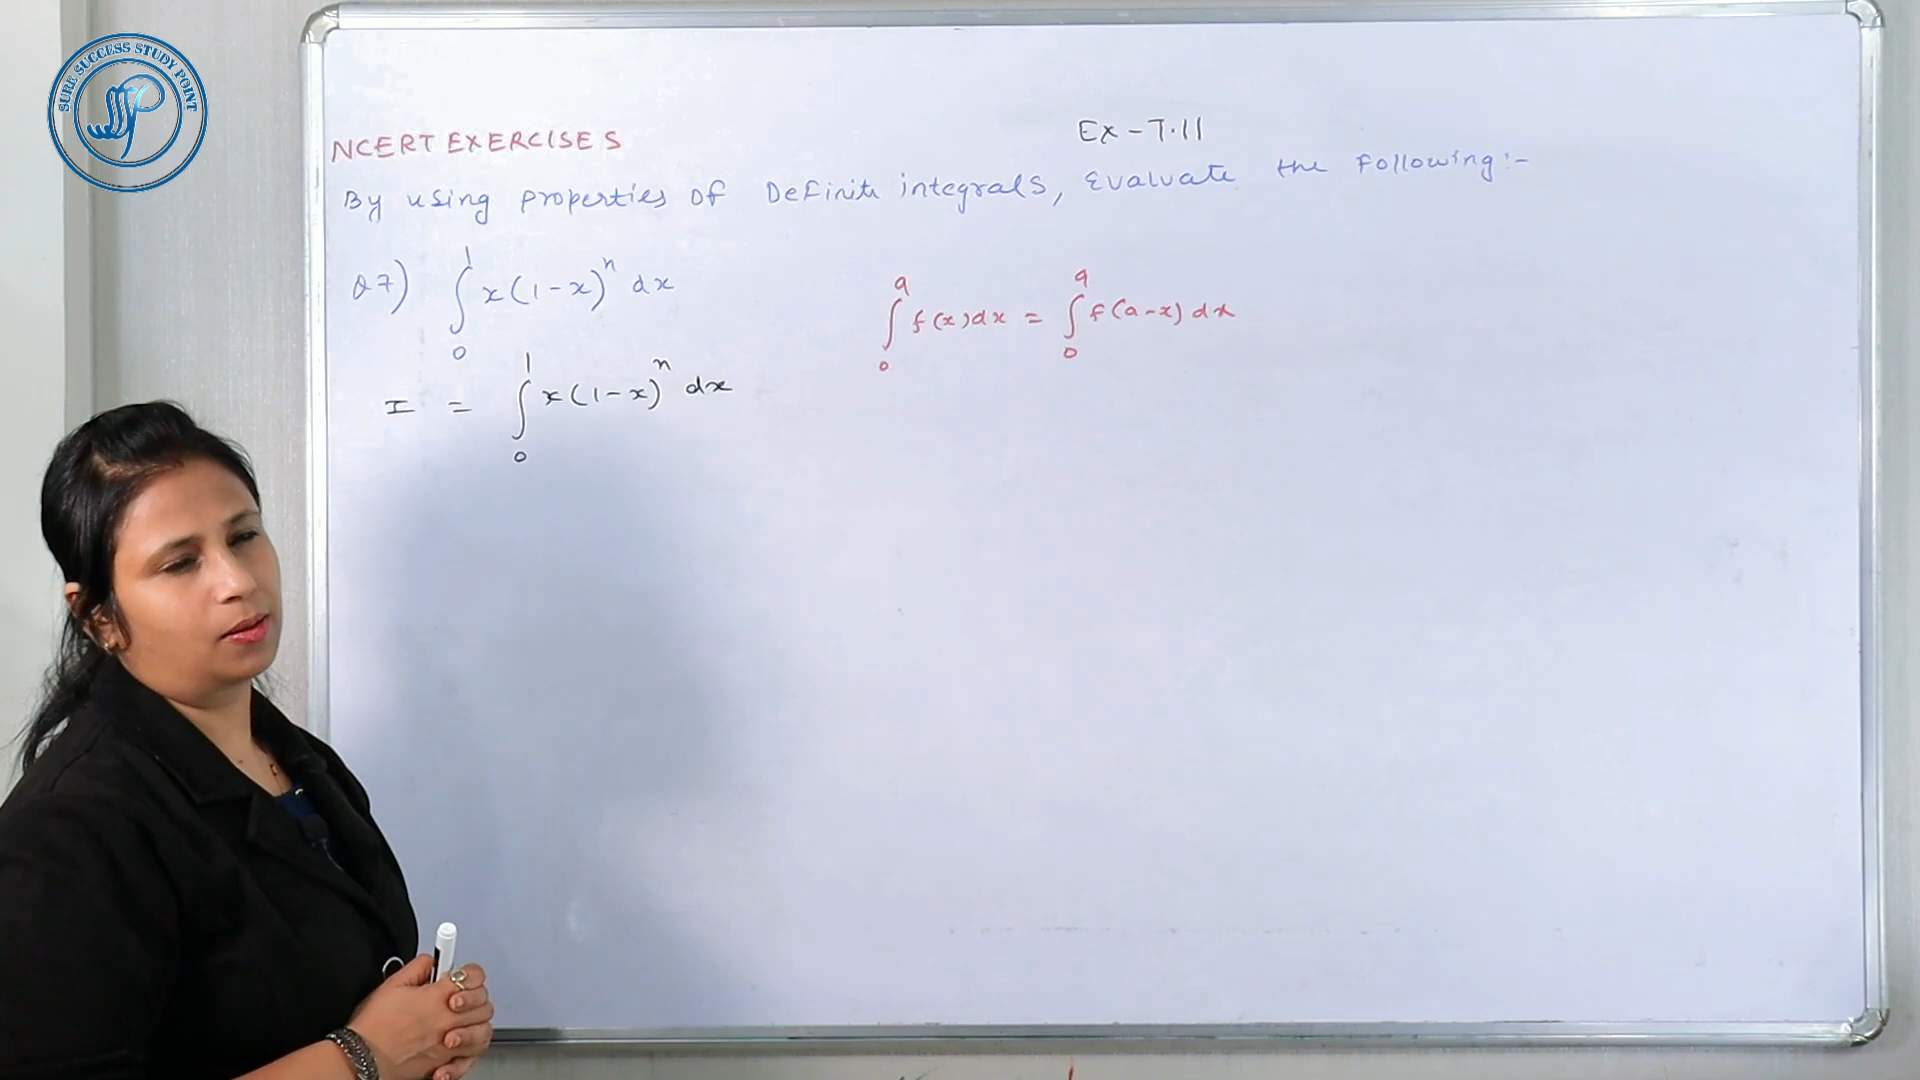 SURE SUCCESS STUDY POINT
Ex - 7.11
NCERT EXERCISES
By using properties of Definite integrals, Evaluate the Following:-
Q7) ∫₀¹ x(1-x)ⁿ dx
∫₀ᵃ f(x)dx = ∫₀ᵃ f(a-x)dx
I = ∫₀¹ x(1-x)ⁿ dx